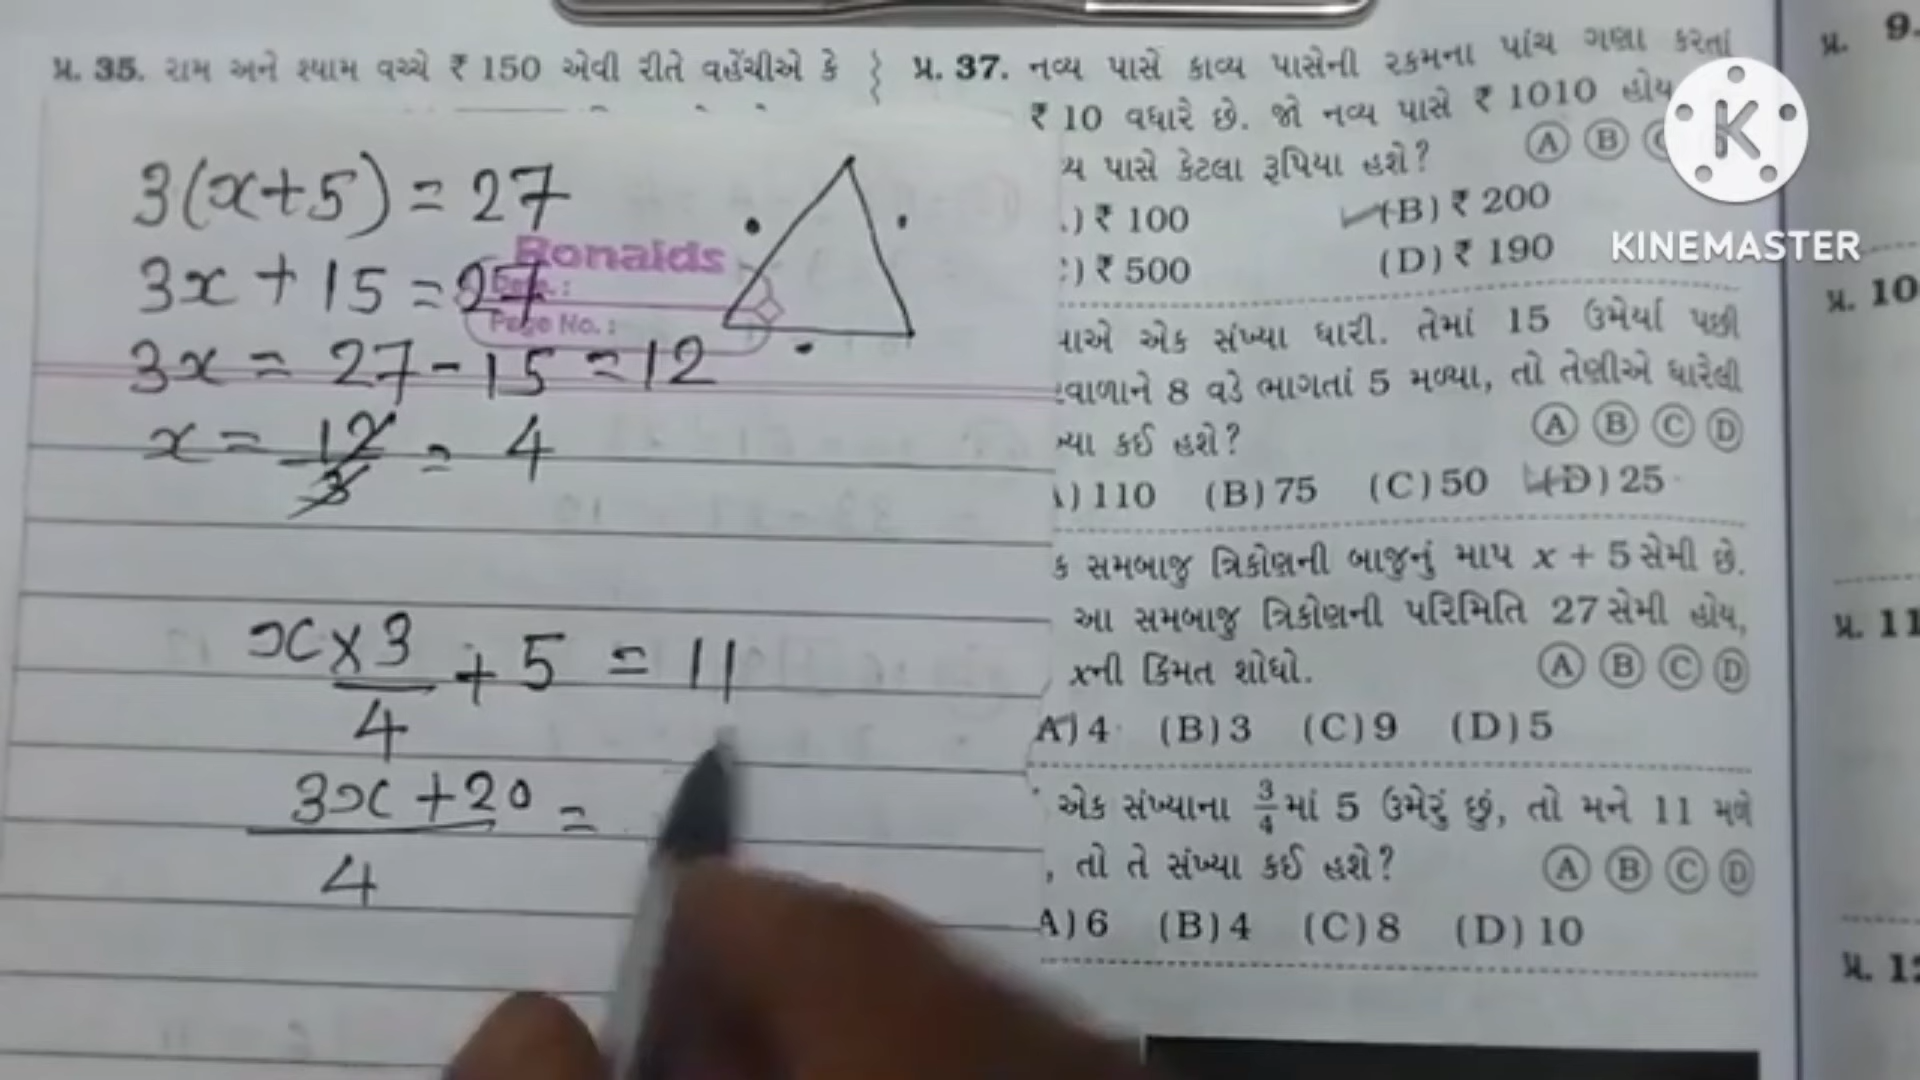 પ્ર. 35. રામ અને શ્યામ વચ્ચે ₹ 150 એવી રીતે વહેંચીએ કે
3(x+5) = 27
3x + 15 = 27
3x = 27 - 15 = 12
x = 12/3 = 4
Ronalds
Date. :
Page No. :
x×3/4 + 5 = 11
3x + 20 =
4
પ્ર. 37. નવ્ય પાસે કાવ્ય પાસેની રકમના પાંચ ગણા કરતાં
₹ 10 વધારે છે. જો નવ્ય પાસે ₹ 1010 હોય
પાસે કેટલા રૂપિયા હશે? A B
) ₹ 100 (B) ₹ 200
) ₹ 500 (D) ₹ 190
એક સંખ્યા ધારી. તેમાં 15 ઉમેર્યા પછી
8 વડે ભાગતાં 5 મળ્યા, તો તેણીએ ધારેલી
કઈ હશે? A B C D
) 110 (B) 75 (C) 50 (D) 25
ક સમબાજુ ત્રિકોણની બાજુનું માપ x + 5 સેમી છે.
આ સમબાજુ ત્રિકોણની પરિમિતિ 27 સેમી હોય,
xની કિંમત શોધો. A B C D
A) 4 (B) 3 (C) 9 (D) 5
એક સંખ્યાના 3/4 માં 5 ઉમેરું છું, તો મને 11 મળે
, તો તે સંખ્યા કઈ હશે? A B C D
A) 6 (B) 4 (C) 8 (D) 10
K
KINEMASTER
પ્ર. 9.
પ્ર. 10
પ્ર. 11
પ્ર. 1